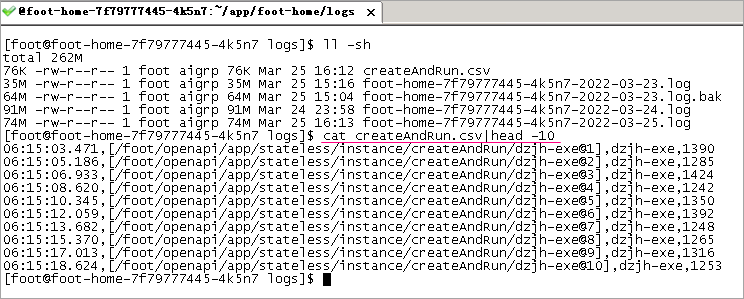 @foot-home-7f79777445-4k5n7:~/app/foot-home/logs
[foot@foot-home-7f79777445-4k5n7 logs]$ ll -sh
total 262M
76K -rw-r--r-- 1 foot aigrp 76K Mar 25 16:12 createAndRun.csv
35M -rw-r--r-- 1 foot aigrp 35M Mar 25 15:16 foot-home-7f79777445-4k5n7-2022-03-23.log
64M -rw-r--r-- 1 foot aigrp 64M Mar 25 15:04 foot-home-7f79777445-4k5n7-2022-03-23.log.bak
91M -rw-r--r-- 1 foot aigrp 91M Mar 24 23:58 foot-home-7f79777445-4k5n7-2022-03-24.log
74M -rw-r--r-- 1 foot aigrp 74M Mar 25 16:13 foot-home-7f79777445-4k5n7-2022-03-25.log
[foot@foot-home-7f79777445-4k5n7 logs]$ cat createAndRun.csv|head -10
06:15:03.471,[/foot/openapi/app/stateless/instance/createAndRun/dzjh-exe@1],dzjh-exe,1390
06:15:05.186,[/foot/openapi/app/stateless/instance/createAndRun/dzjh-exe@2],dzjh-exe,1285
06:15:06.933,[/foot/openapi/app/stateless/instance/createAndRun/dzjh-exe@3],dzjh-exe,1424
06:15:08.620,[/foot/openapi/app/stateless/instance/createAndRun/dzjh-exe@4],dzjh-exe,1242
06:15:10.345,[/foot/openapi/app/stateless/instance/createAndRun/dzjh-exe@5],dzjh-exe,1350
06:15:12.059,[/foot/openapi/app/stateless/instance/createAndRun/dzjh-exe@6],dzjh-exe,1392
06:15:13.682,[/foot/openapi/app/stateless/instance/createAndRun/dzjh-exe@7],dzjh-exe,1248
06:15:15.370,[/foot/openapi/app/stateless/instance/createAndRun/dzjh-exe@8],dzjh-exe,1265
06:15:17.013,[/foot/openapi/app/stateless/instance/createAndRun/dzjh-exe@9],dzjh-exe,1316
06:15:18.624,[/foot/openapi/app/stateless/instance/createAndRun/dzjh-exe@10],dzjh-exe,1253
[foot@foot-home-7f79777445-4k5n7 logs]$